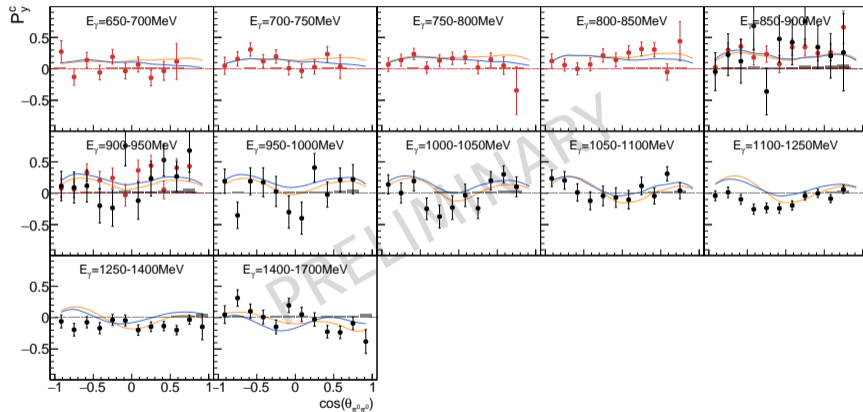 P_y^c
E_γ=650-700MeV
E_γ=700-750MeV
E_γ=750-800MeV
E_γ=800-850MeV
E_γ=850-900MeV
0.5
0
−0.5
E_γ=900-950MeV
E_γ=950-1000MeV
E_γ=1000-1050MeV
E_γ=1050-1100MeV
E_γ=1100-1250MeV
0.5
0
−0.5
E_γ=1250-1400MeV
E_γ=1400-1700MeV
0.5
0
−0.5
−1 −0.5 0 0.5 1 −0.5 0 0.5 1
cos(θ_{π⁰π⁰})
PRELIMINARY